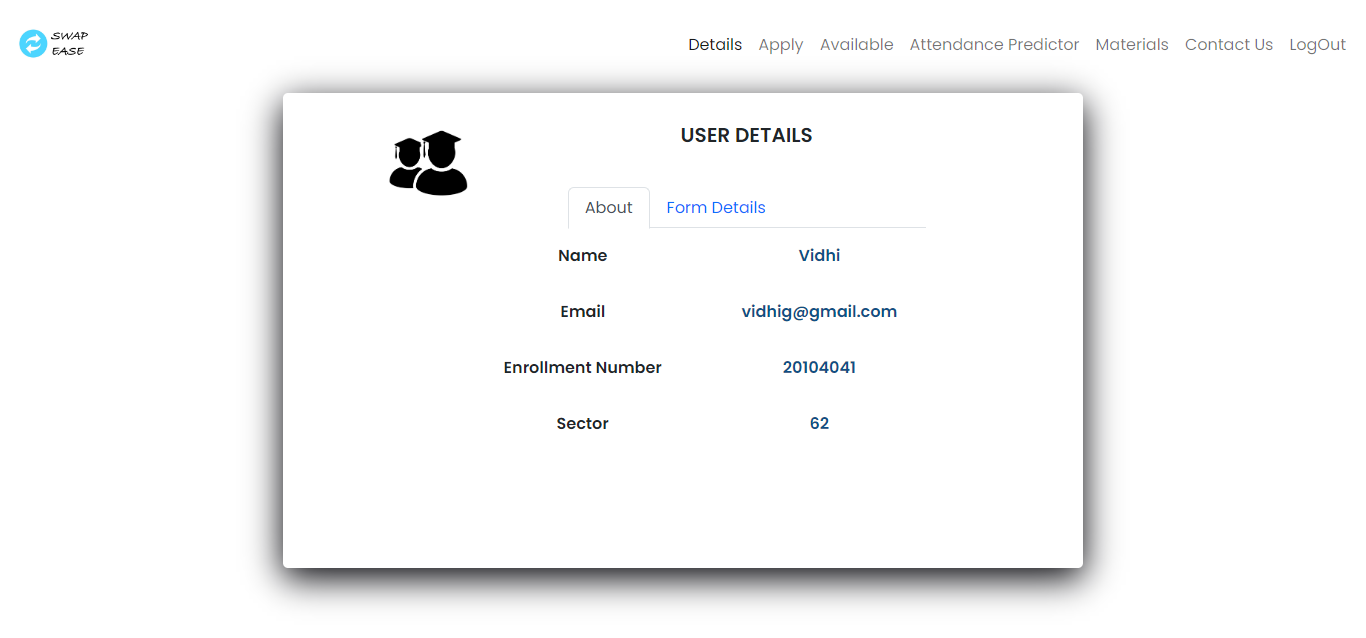 SWAP
EASE
Details Apply Available Attendance Predictor Materials Contact Us LogOut
USER DETAILS
About Form Details
Name Vidhi
Email vidhig@gmail.com
Enrollment Number 20104041
Sector 62